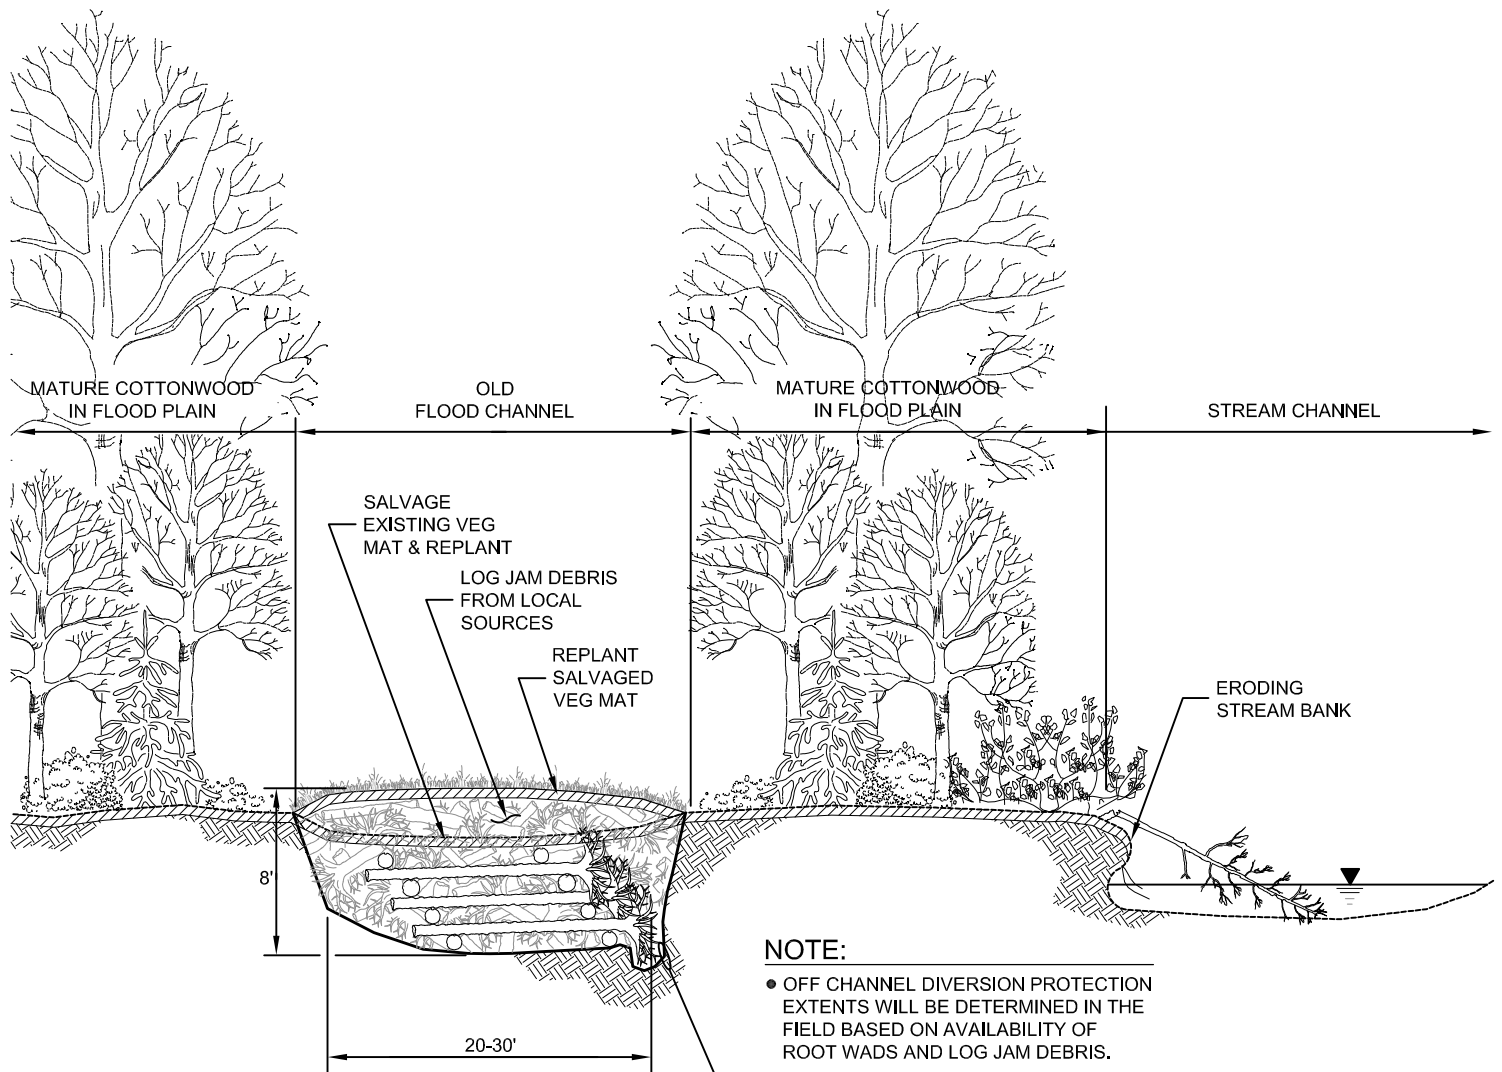 MATURE COTTONWOOD
IN FLOOD PLAIN
OLD
FLOOD CHANNEL
MATURE COTTONWOOD
IN FLOOD PLAIN
STREAM CHANNEL
SALVAGE
EXISTING VEG
MAT & REPLANT
LOG JAM DEBRIS
FROM LOCAL
SOURCES
REPLANT
SALVAGED
VEG MAT
ERODING
STREAM BANK
8'
20-30'
NOTE:
● OFF CHANNEL DIVERSION PROTECTION
EXTENTS WILL BE DETERMINED IN THE
FIELD BASED ON AVAILABILITY OF
ROOT WADS AND LOG JAM DEBRIS.